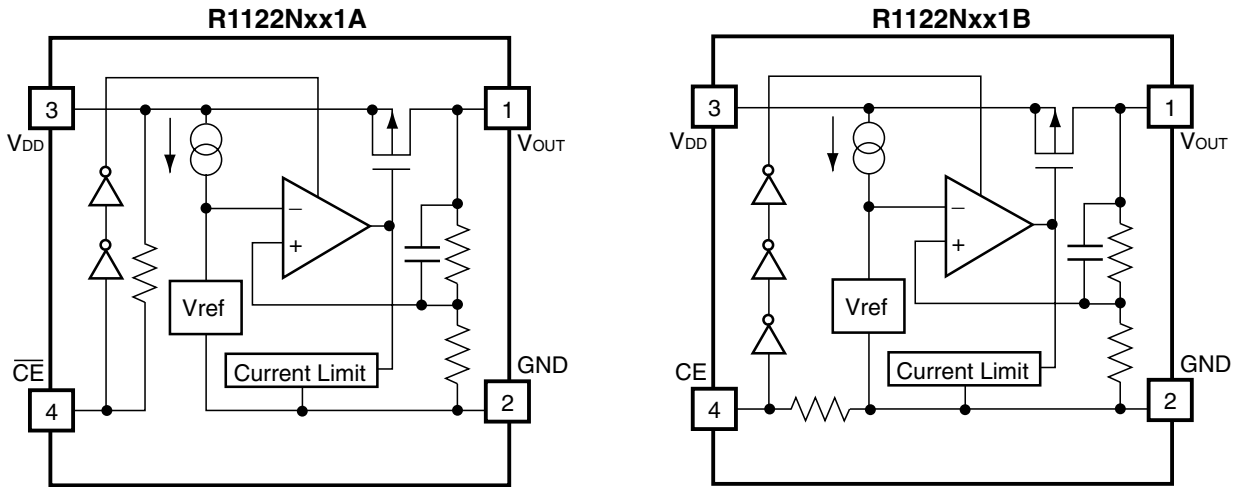 R1122Nxx1A
3
VDD
1
VOUT
−
+
Vref
Current Limit
CE
4
GND
2
R1122Nxx1B
3
VDD
1
VOUT
−
+
Vref
Current Limit
CE
4
GND
2